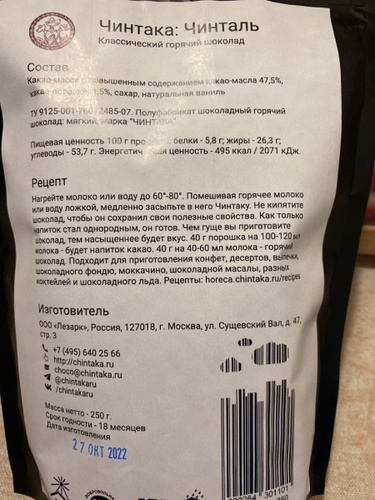 Чинтака: Чинталь
Классический горячий шоколад
Состав
Какао-масса с повышенным содержанием какао-масла 47,5%,
какао-порошок 1,5%, сахар, натуральная ваниль
ТУ 9125-001-76072485-07. Полуфабрикат шоколадный горячий
шоколад: мягкий, марка "ЧИНТАКА"
Пищевая ценность 100 г белки - 5,8 г; жиры - 26,3 г;
углеводы - 53,7 г. Энергетическая ценность - 495 ккал / 2071 кДж.
Рецепт
Нагрейте молоко или воду до 60°-80°. Помешивая горячее молоко
или воду ложкой, медленно засыпьте в него Чинтаку. Не кипятите
шоколад, чтобы он сохранил свои полезные свойства. Как только
напиток стал однородным, он готов. Чем гуще вы приготовите
шоколад, тем насыщеннее будет вкус. 40 г порошка на 100-120 мл
молока - будет напиток какао. 40 г на 40-60 мл молока - горячий
шоколад. Подходит для приготовления конфет, десертов, выпечки,
шоколадного фондю, моккачино, шоколадной масалы, разных
коктейлей и шоколадного льда. Рецепты: horeca.chintaka.ru/recipes
Изготовитель
ООО «Лезарк», Россия, 127018, г. Москва, ул. Сущевский Вал, д. 47,
стр. 3
+7 (495) 640 25 66
http://chintaka.ru
choco@chintaka.ru
@chintakaru
/chintakaru
Масса нетто - 250 г.
Срок годности - 18 месяцев
Дата изготовления
27 ОКТ 2022
301101